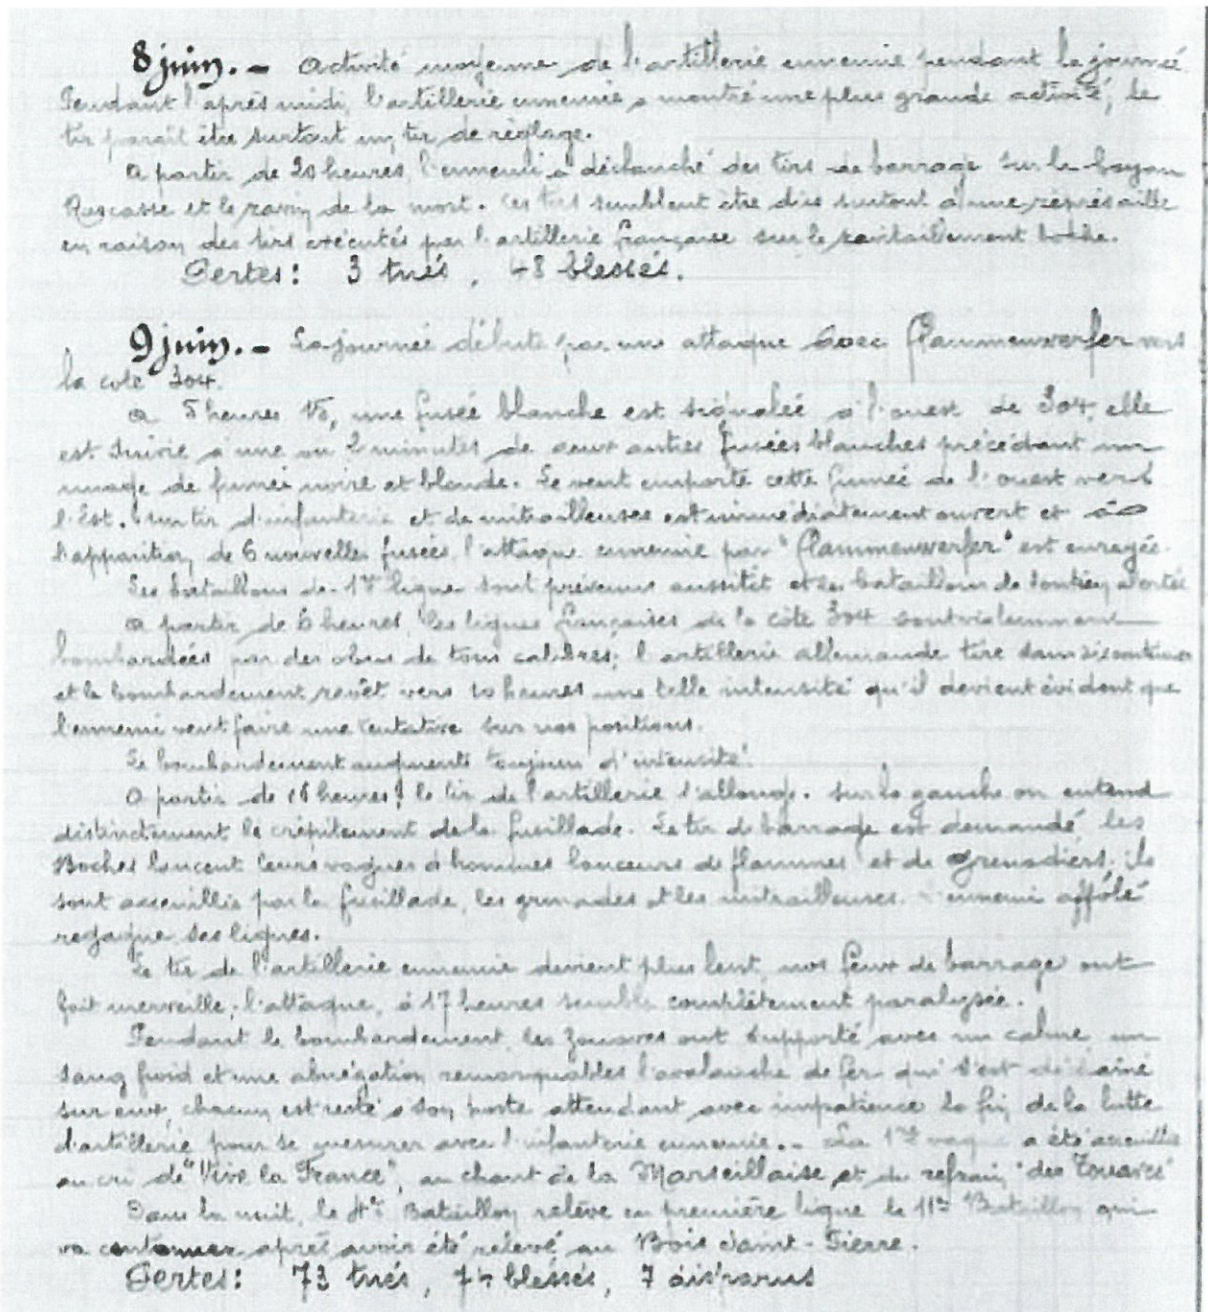 8 juin. - Activité moyenne de l'artillerie ennemie pendant la journée.
Pendant l'après midi, l'artillerie ennemie a montré une plus grande activité, le
tir paraît être surtout un tir de réglage.
A partir de 20 heures, l'ennemi a déclanché des tirs de barrage sur le boyau
Rascasse et le ravin de la mort. Ces tirs semblent être dûs surtout à une représaille
en raison des tirs exécutés par l'artillerie française sur le ravitaillement boche.
Pertes : 3 tués, 48 blessés.
9 juin. - La journée débute par une attaque avec flammenwerfer vers
la cote 304.
A 5 heures 15, une fusée blanche est signalée à l'ouest de 304, elle
est suivie à une ou 2 minutes de deux autres fusées blanches précédant un
nuage de fumée noire et blonde. Le vent emporte cette fumée de l'ouest vers
l'Est. Un tir d'infanterie et de mitrailleuses est immédiatement ouvert et à
l'apparition de 6 nouvelles fusées, l'attaque ennemie par "flammenwerfer" est enrayée.
Les bataillons de 1re ligne sont prévenus aussitôt et les bataillons de soutien alertés
A partir de 6 heures, les lignes françaises de la côte 304 sont violemment
bombardées par des obus de tous calibres; l'artillerie allemande tire sans discontinuer
et le bombardement revêt vers 10 heures une telle intensité qu'il devient évident que
l'ennemi veut faire une tentative sur nos positions.
Le bombardement augmente toujours d'intensité.
A partir de heures, le tir de l'artillerie s'allonge. Sur la gauche on entend
distinctement le crépitement de la fusillade. Le tir de barrage est demandé, les
Boches lancent leurs vagues d'hommes lanceurs de flammes et de grenadiers; ils
sont accueillis par la fusillade, les grenades et les mitrailleuses. L'ennemi affôlé
regagne ses lignes.
Le tir de l'artillerie ennemie devient plus lent, nos feux de barrage ont
fait merveille; l'attaque, à 17 heures semble complètement paralysée.
Pendant le bombardement, les zouaves ont supporté avec un calme, un
sang froid et une abnégation remarquables l'avalanche de fer qui s'est déchaîné
sur eux, chacun est resté à son poste attendant avec impatience la fin de la lutte
d'artillerie pour se mesurer avec l'infanterie ennemie. - La 1re vague a été accueillie
au cri de "Vive la France", au chant de la Marseillaise et du refrain "des Zouaves"
Dans la nuit, le Bataillon relève en première ligne le 11e Bataillon qui
va cantonner après avoir été relevé au Bois Saint-Pierre.
Pertes : 73 tués, blessés, 7 disparus